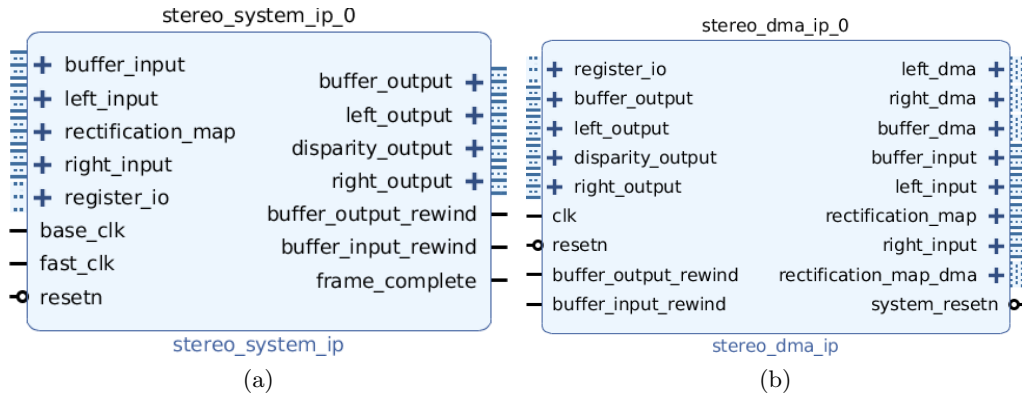 stereo_system_ip_0
buffer_input
left_input
rectification_map
right_input
register_io
base_clk
fast_clk
resetn
buffer_output
left_output
disparity_output
right_output
buffer_output_rewind
buffer_input_rewind
frame_complete
stereo_system_ip
(a)
stereo_dma_ip_0
register_io
buffer_output
left_output
disparity_output
right_output
clk
resetn
buffer_output_rewind
buffer_input_rewind
left_dma
right_dma
buffer_dma
buffer_input
left_input
rectification_map
right_input
rectification_map_dma
system_resetn
stereo_dma_ip
(b)